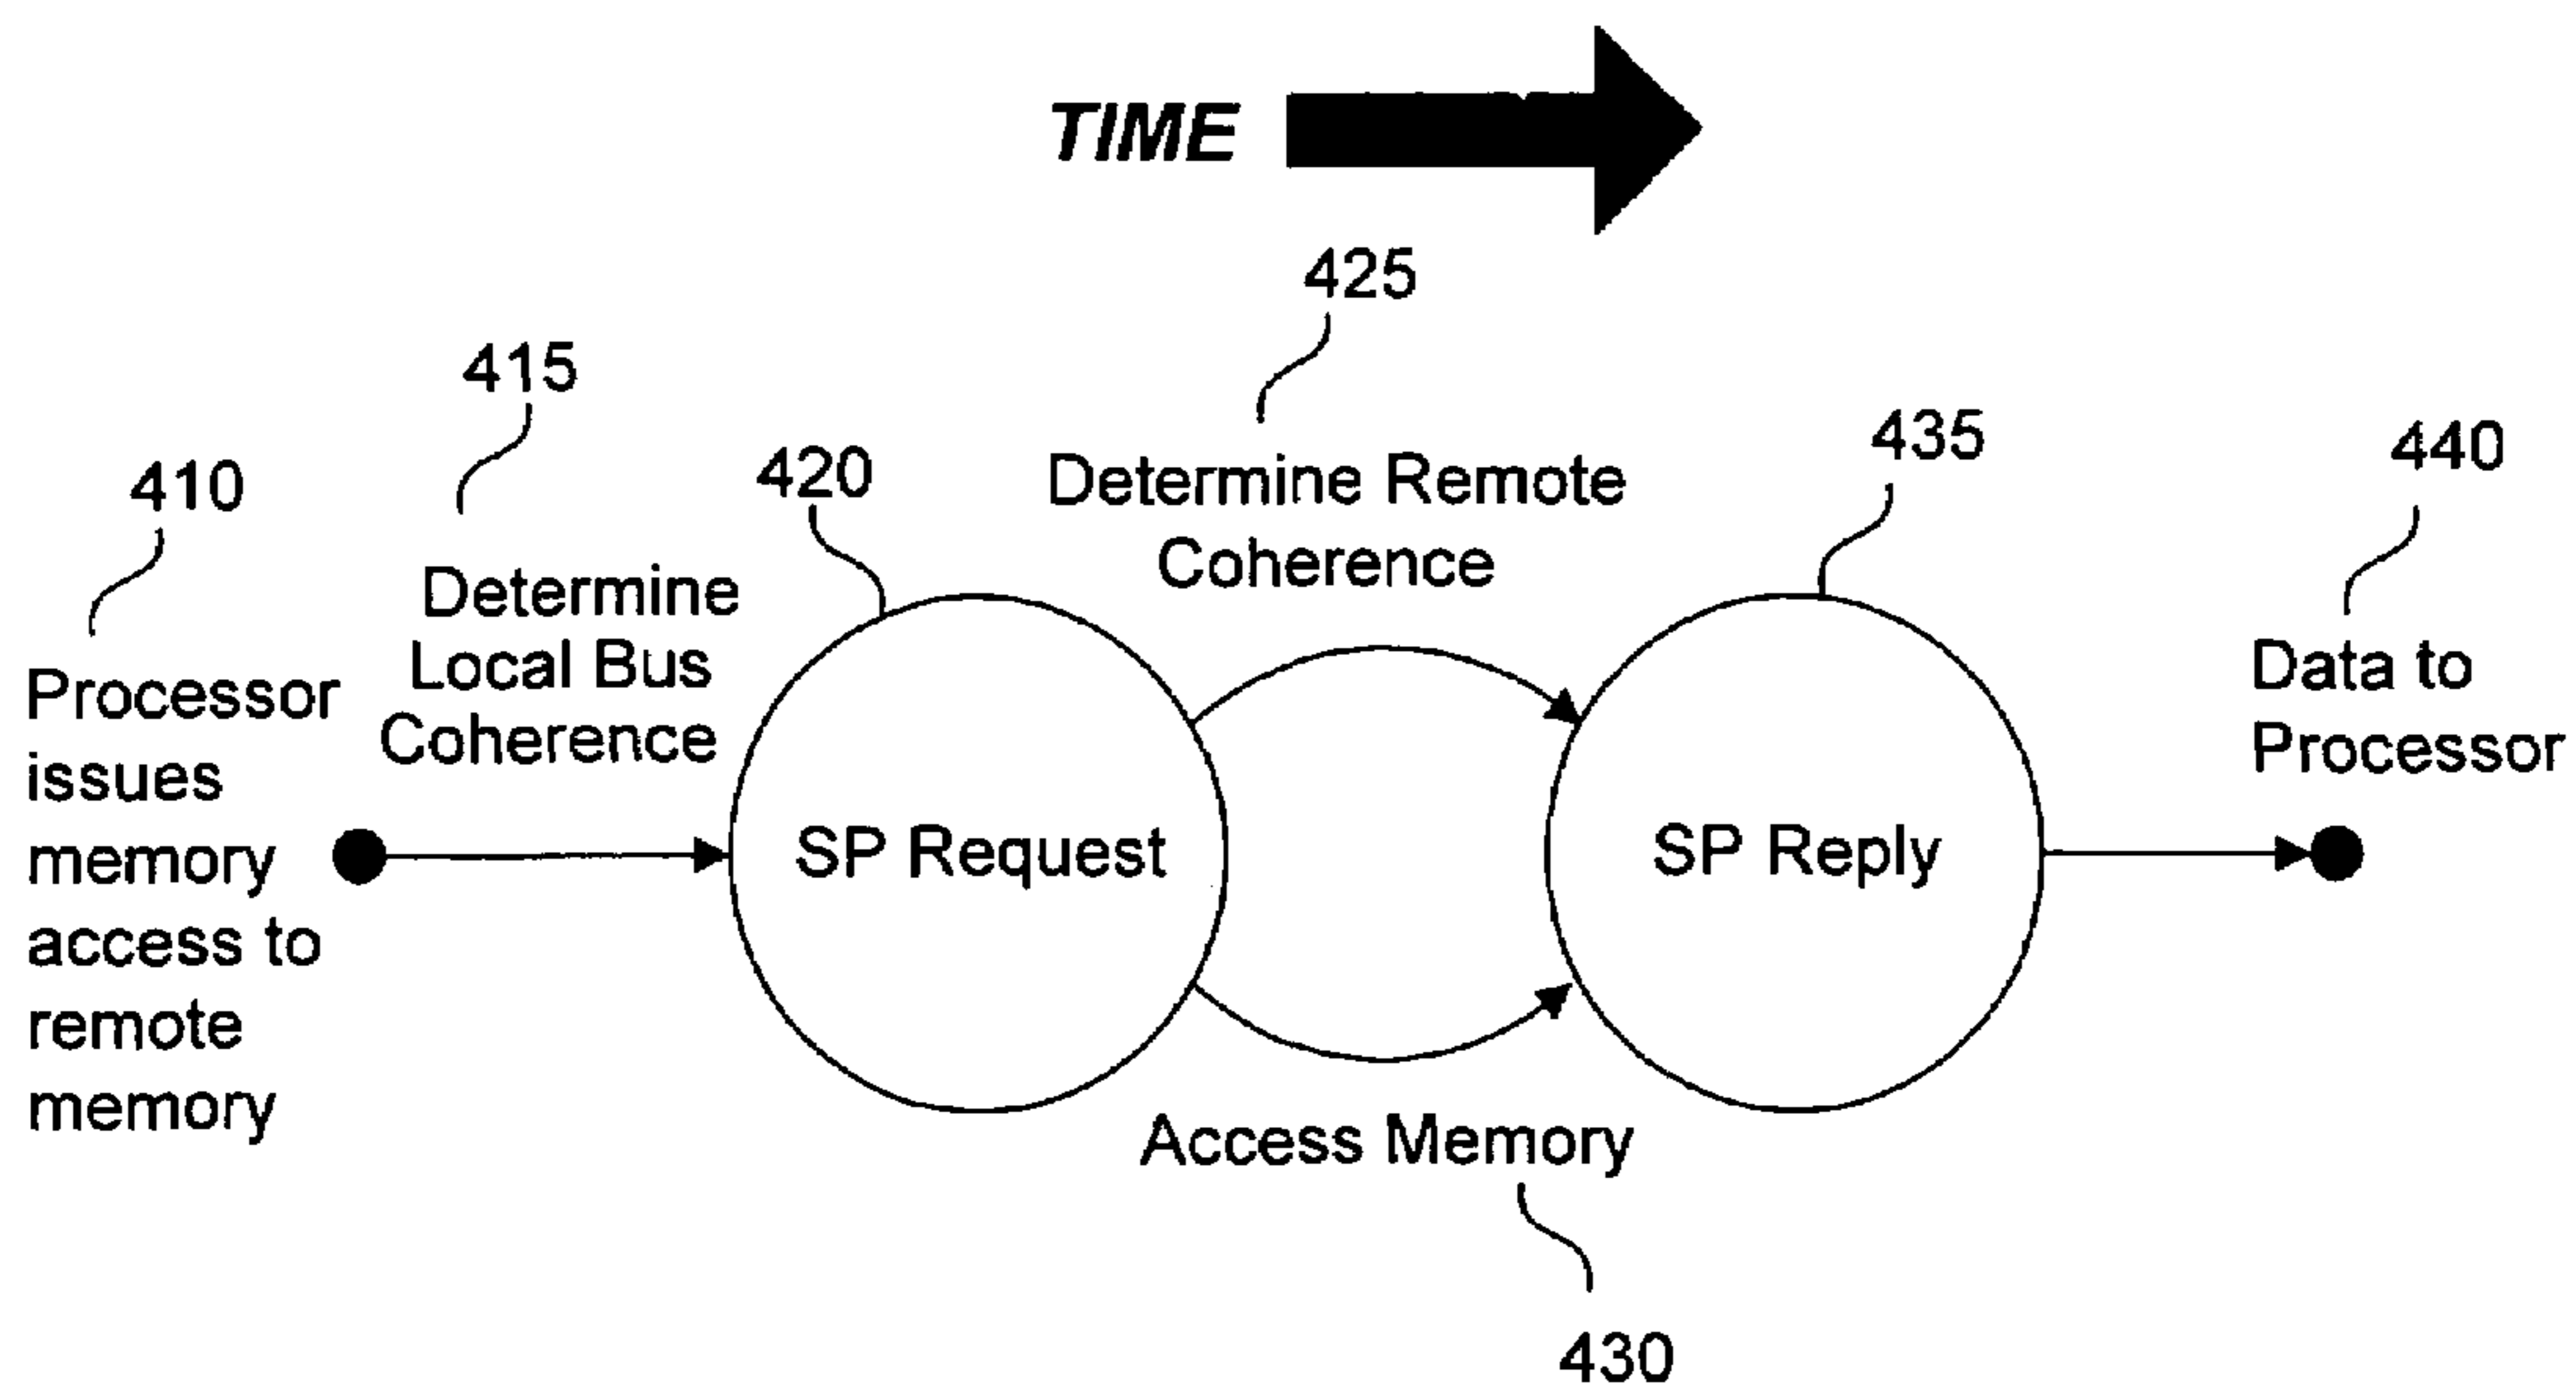 TIME
425
415
435
420
440
410
Determine Remote
Coherence
Determine
Local Bus
Coherence
Data to
Processor
Processor
issues
memory
access to
remote
memory
SP Request
SP Reply
Access Memory
430